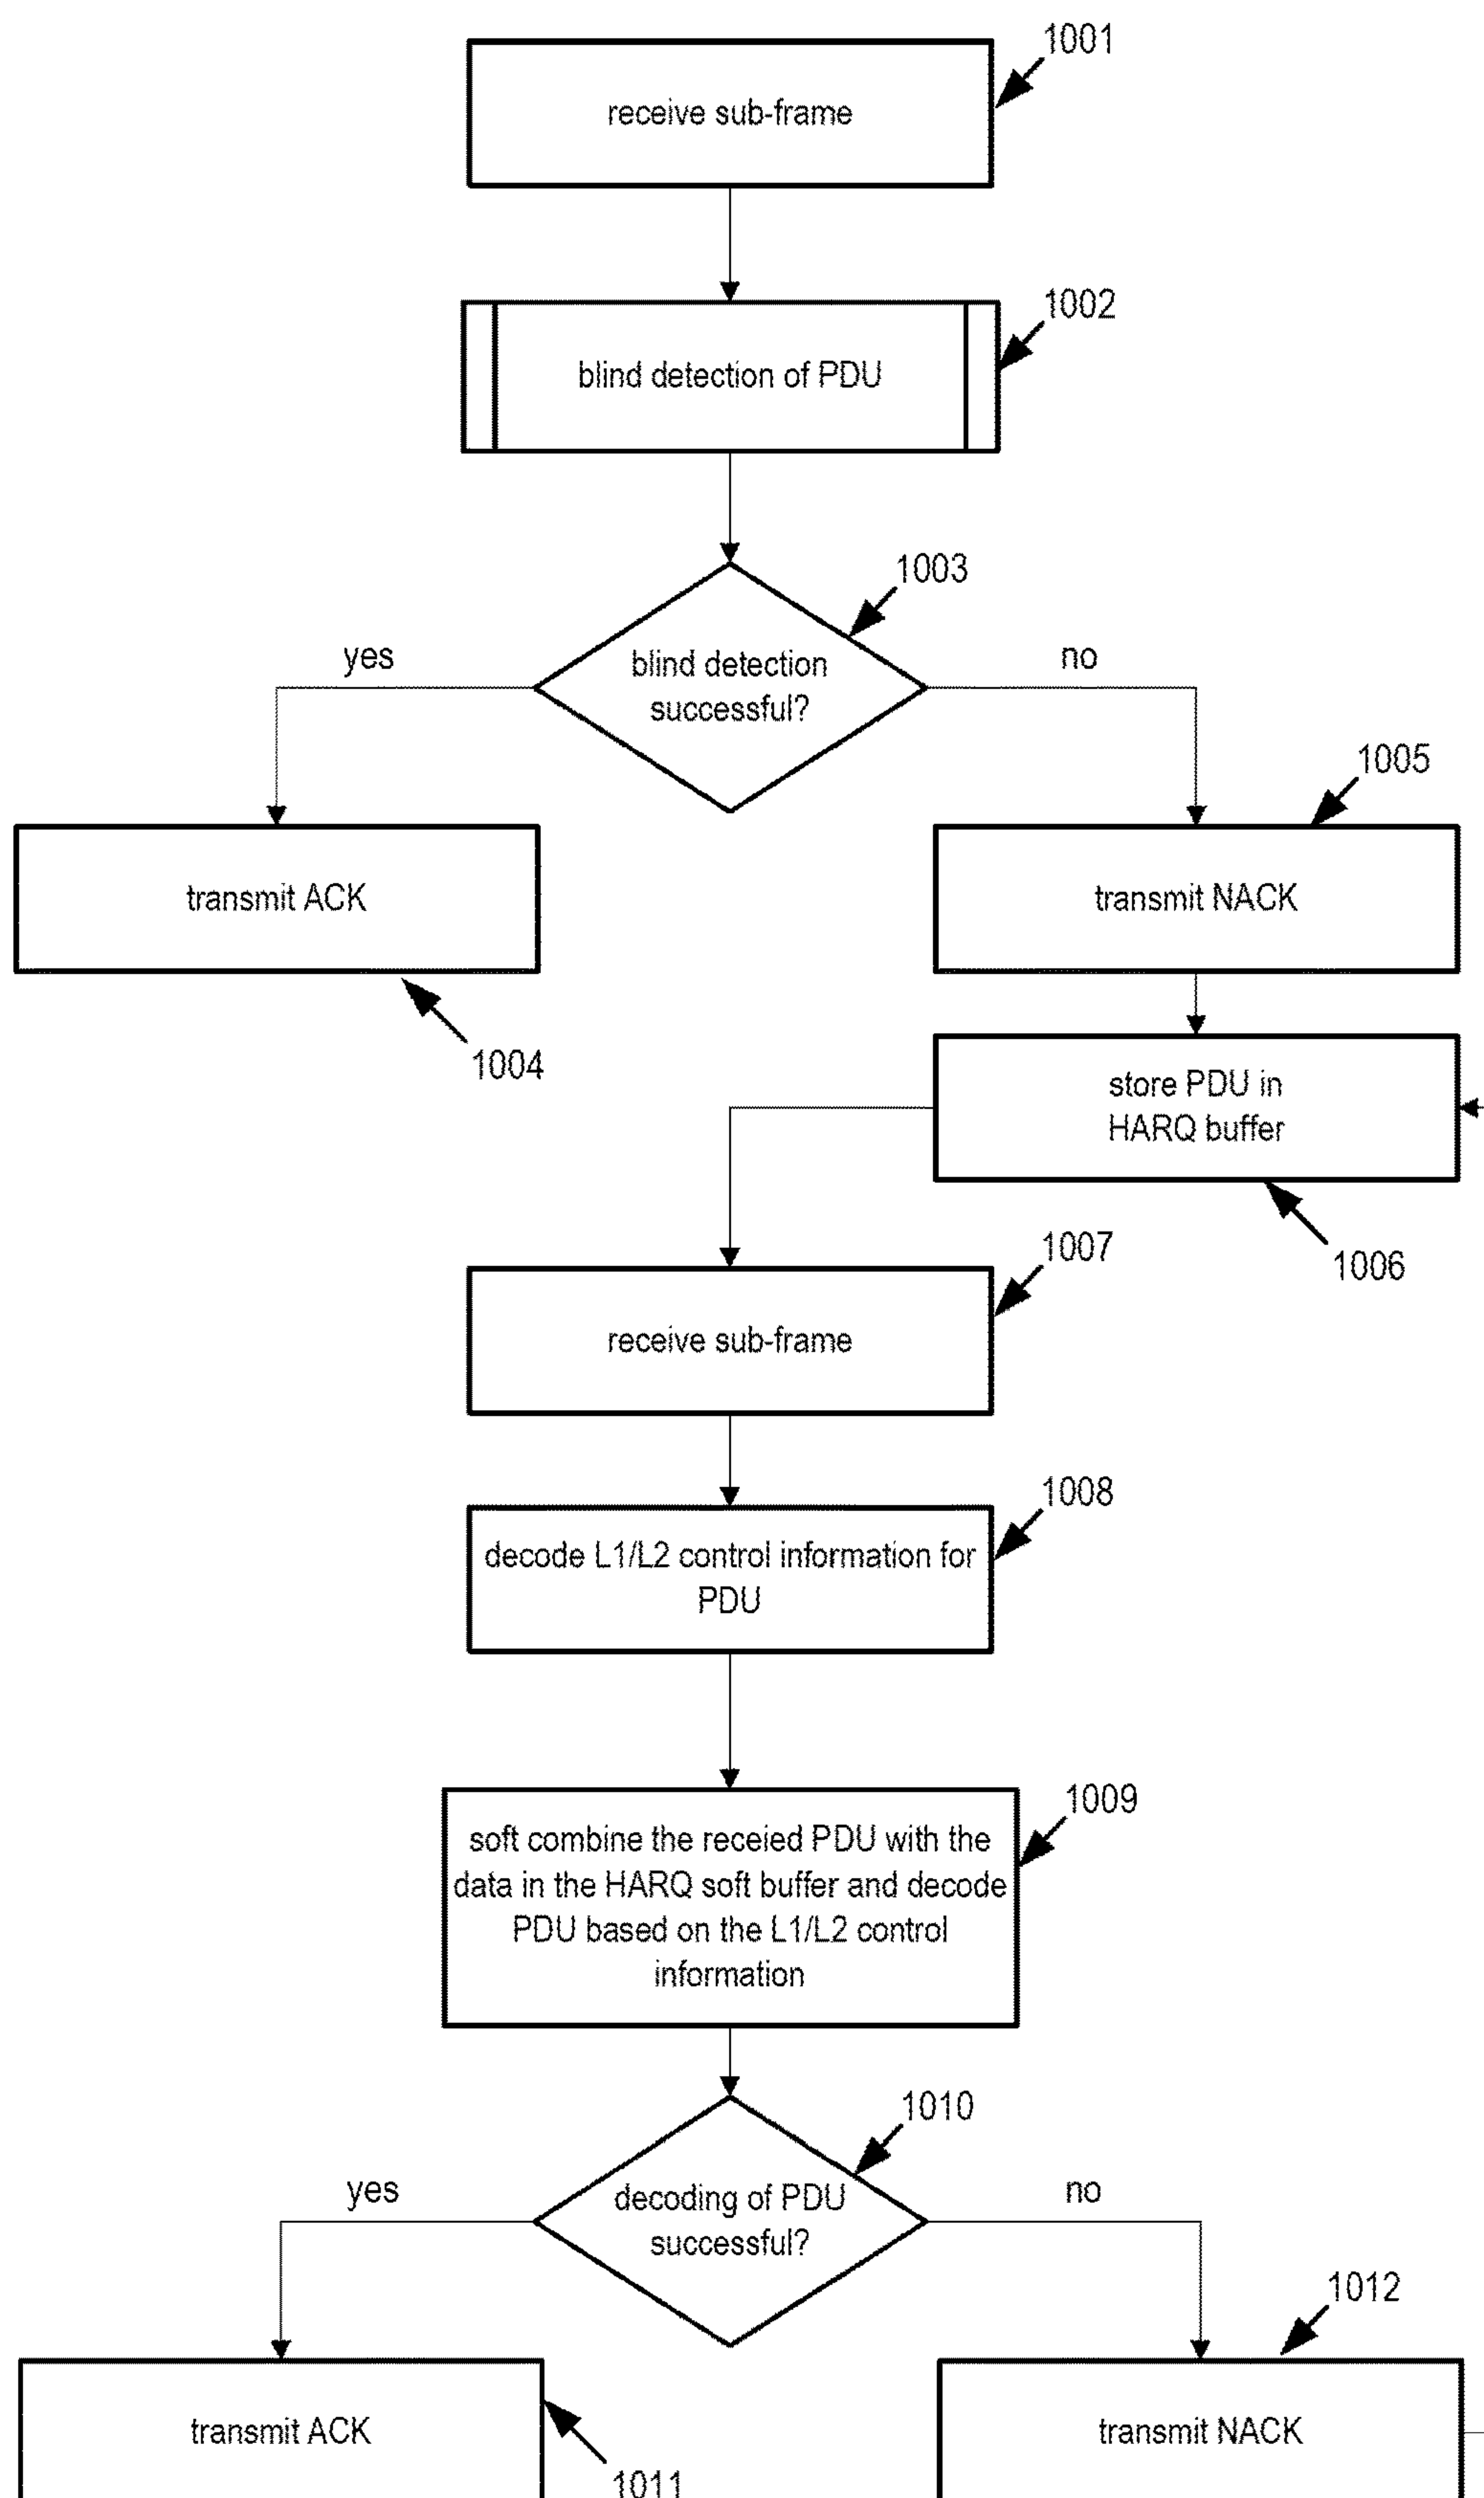 1001
receive sub-frame
1002
blind detection of PDU
1003
yes
no
blind detection
successful?
1005
transmit ACK
transmit NACK
1004
store PDU in
HARQ buffer
1007
1006
receive sub-frame
1008
decode L1/L2 control information for
PDU
1009
soft combine the receied PDU with the
data in the HARQ soft buffer and decode
PDU based on the L1/L2 control
information
1010
yes
no
decoding of PDU
successful?
1012
transmit ACK
transmit NACK
1011